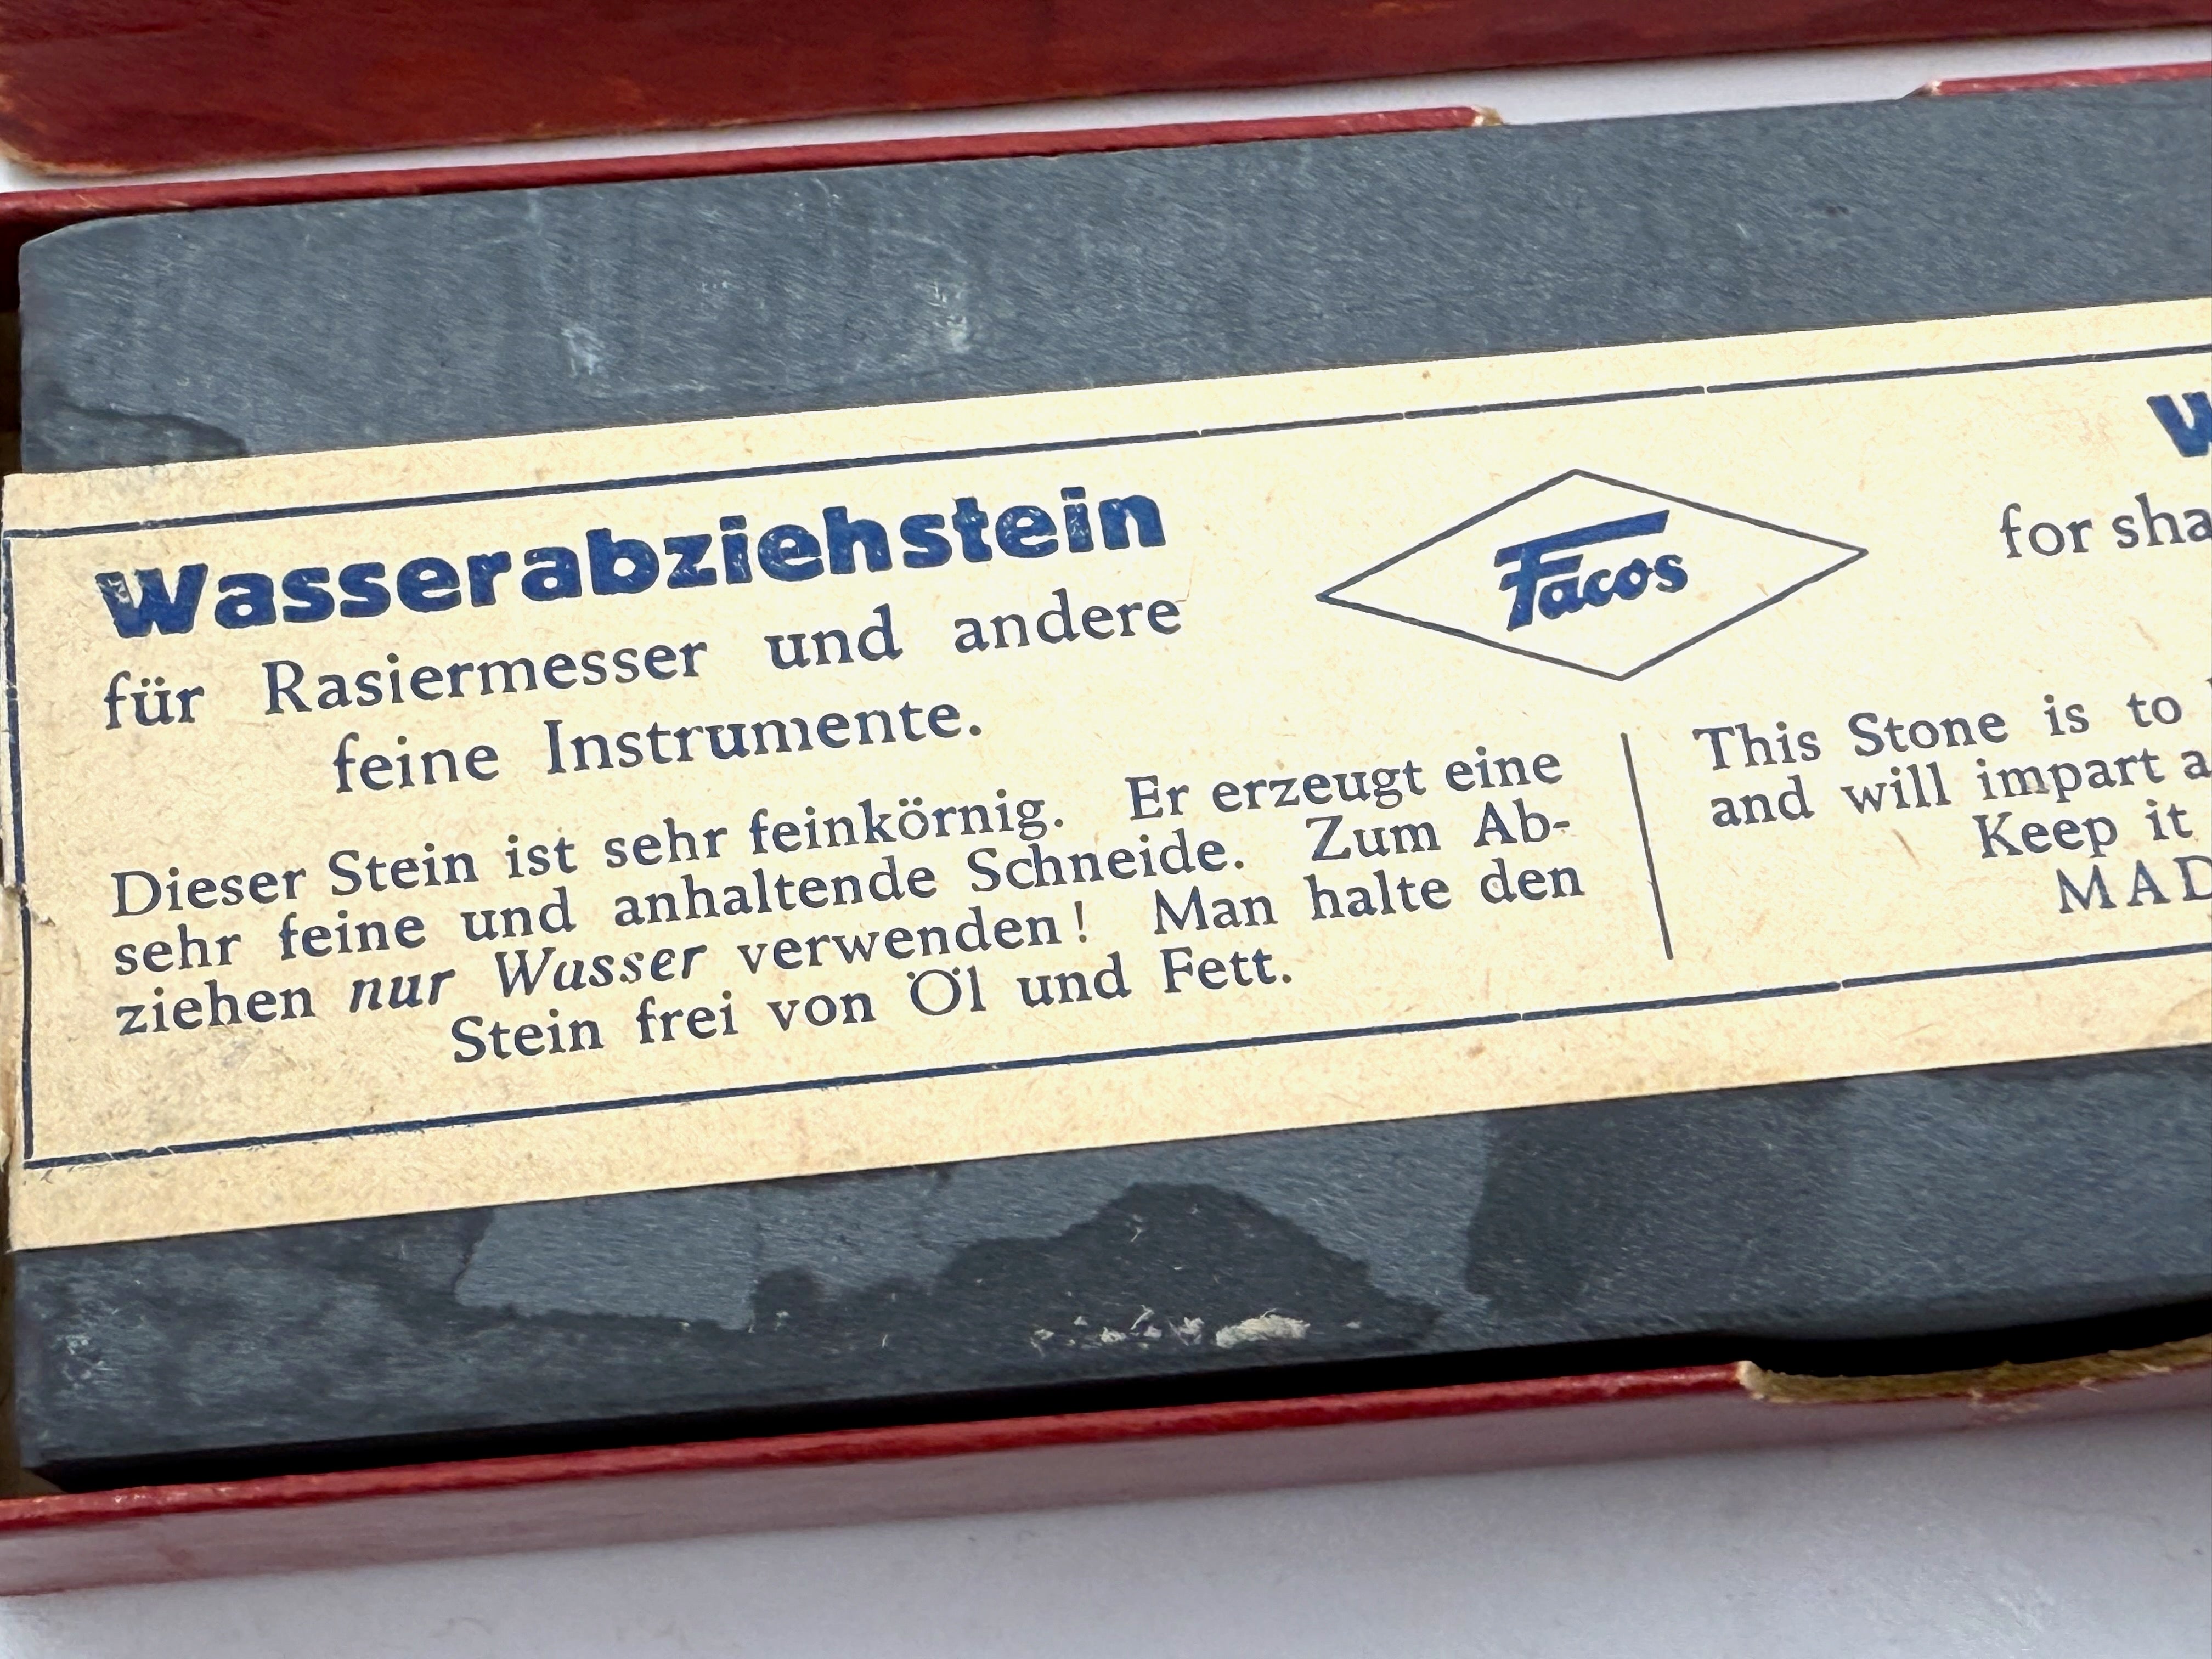 Wasserabziehstein
für Rasiermesser und andere
feine Instrumente.
Dieser Stein ist sehr feinkörnig. Er erzeugt eine
sehr feine und anhaltende Schneide. Zum Ab-
ziehen nur Wasser verwenden! Man halte den
Stein frei von Öl und Fett.
Facos
for
This Stone is to
and will impart a
Keep it